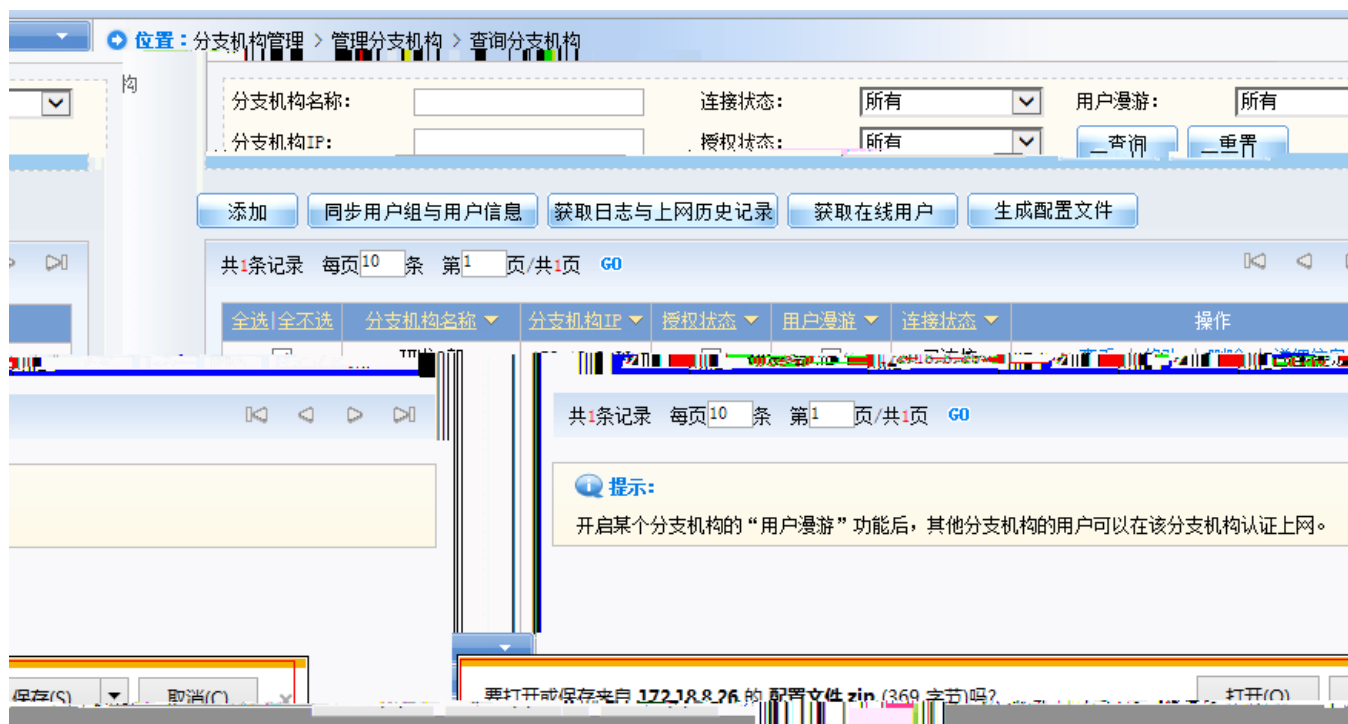 位置：分支机构管理 > 管理分支机构 > 查询分支机构
构
分支机构名称： 连接状态： 所有 用户漫游： 所有
分支机构IP： 授权状态： 所有 查询 重置
添加 同步用户组与用户信息 获取日志与上网历史记录 获取在线用户 生成配置文件
共1条记录 每页10 条 第1 页/共1页 GO
全选|全不选 分支机构名称 分支机构IP 授权状态 用户漫游 连接状态 操作
共1条记录 每页10 条 第1 页/共1页 GO
提示：
开启某个分支机构的“用户漫游”功能后，其他分支机构的用户可以在该分支机构认证上网。
保存(S) 取消(C) 要打开或保存来自 172.18.8.26 的 配置文件.zip (369 字节)吗? 打开(O)